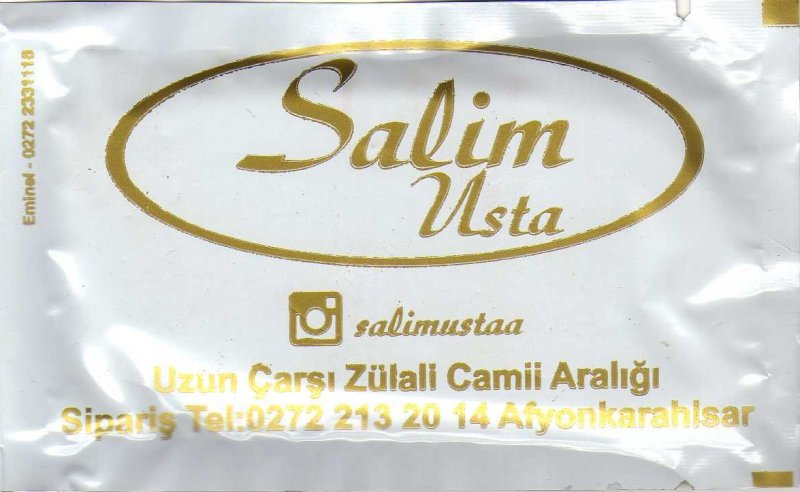 Salim
Usta
salimustaa
Uzun Çarşı Zülali Camii Aralığı
Sipariş Tel:0272 213 20 14 Afyonkarahisar
Eminel - 0272 2331118